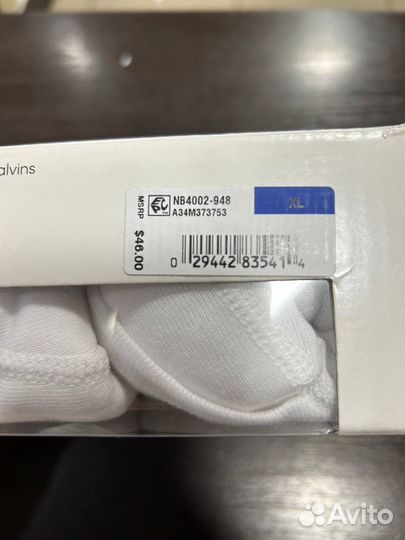 alvins
MSRP $46.00
NB4002-948
A34M373753
XL
0 29442 83541 4
Avito